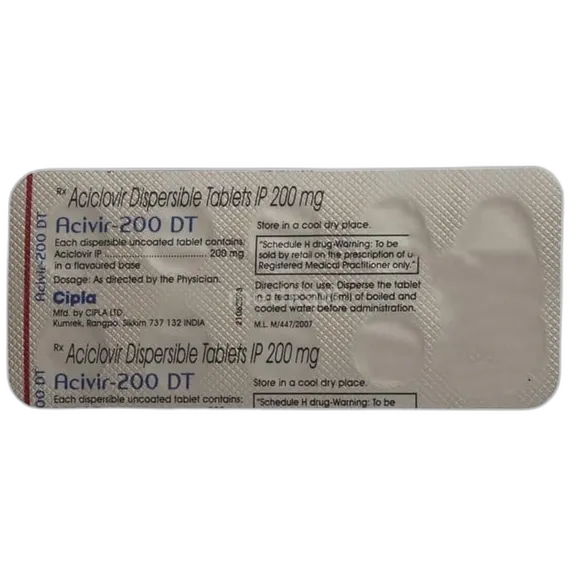 Rx Aciclovir Dispersible Tablets IP 200 mg
Acivir-200 DT
Each dispersible uncoated tablet contains:
Aciclovir IP .............................. 200 mg
in a flavoured base
Dosage: As directed by the Physician.
Cipla
Mfd. by CIPLA LTD.
Kumrek, Rangpo, Sikkim 737 132 INDIA
Store in a cool dry place.
"Schedule H drug-Warning: To be
sold by retail on the prescription of
Registered Medical Practitioner only."
Directions for use: Disperse the tablet
in a teaspoonful (5ml) of boiled and
cooled water before administration.
M.L. M/447/2007
Acivir-200 DT
Rx Aciclovir Dispersible Tablets IP 200 mg
Acivir-200 DT
Each dispersible uncoated tablet contains:
Store in a cool dry place.
"Schedule H drug-Warning: To be
00 DT